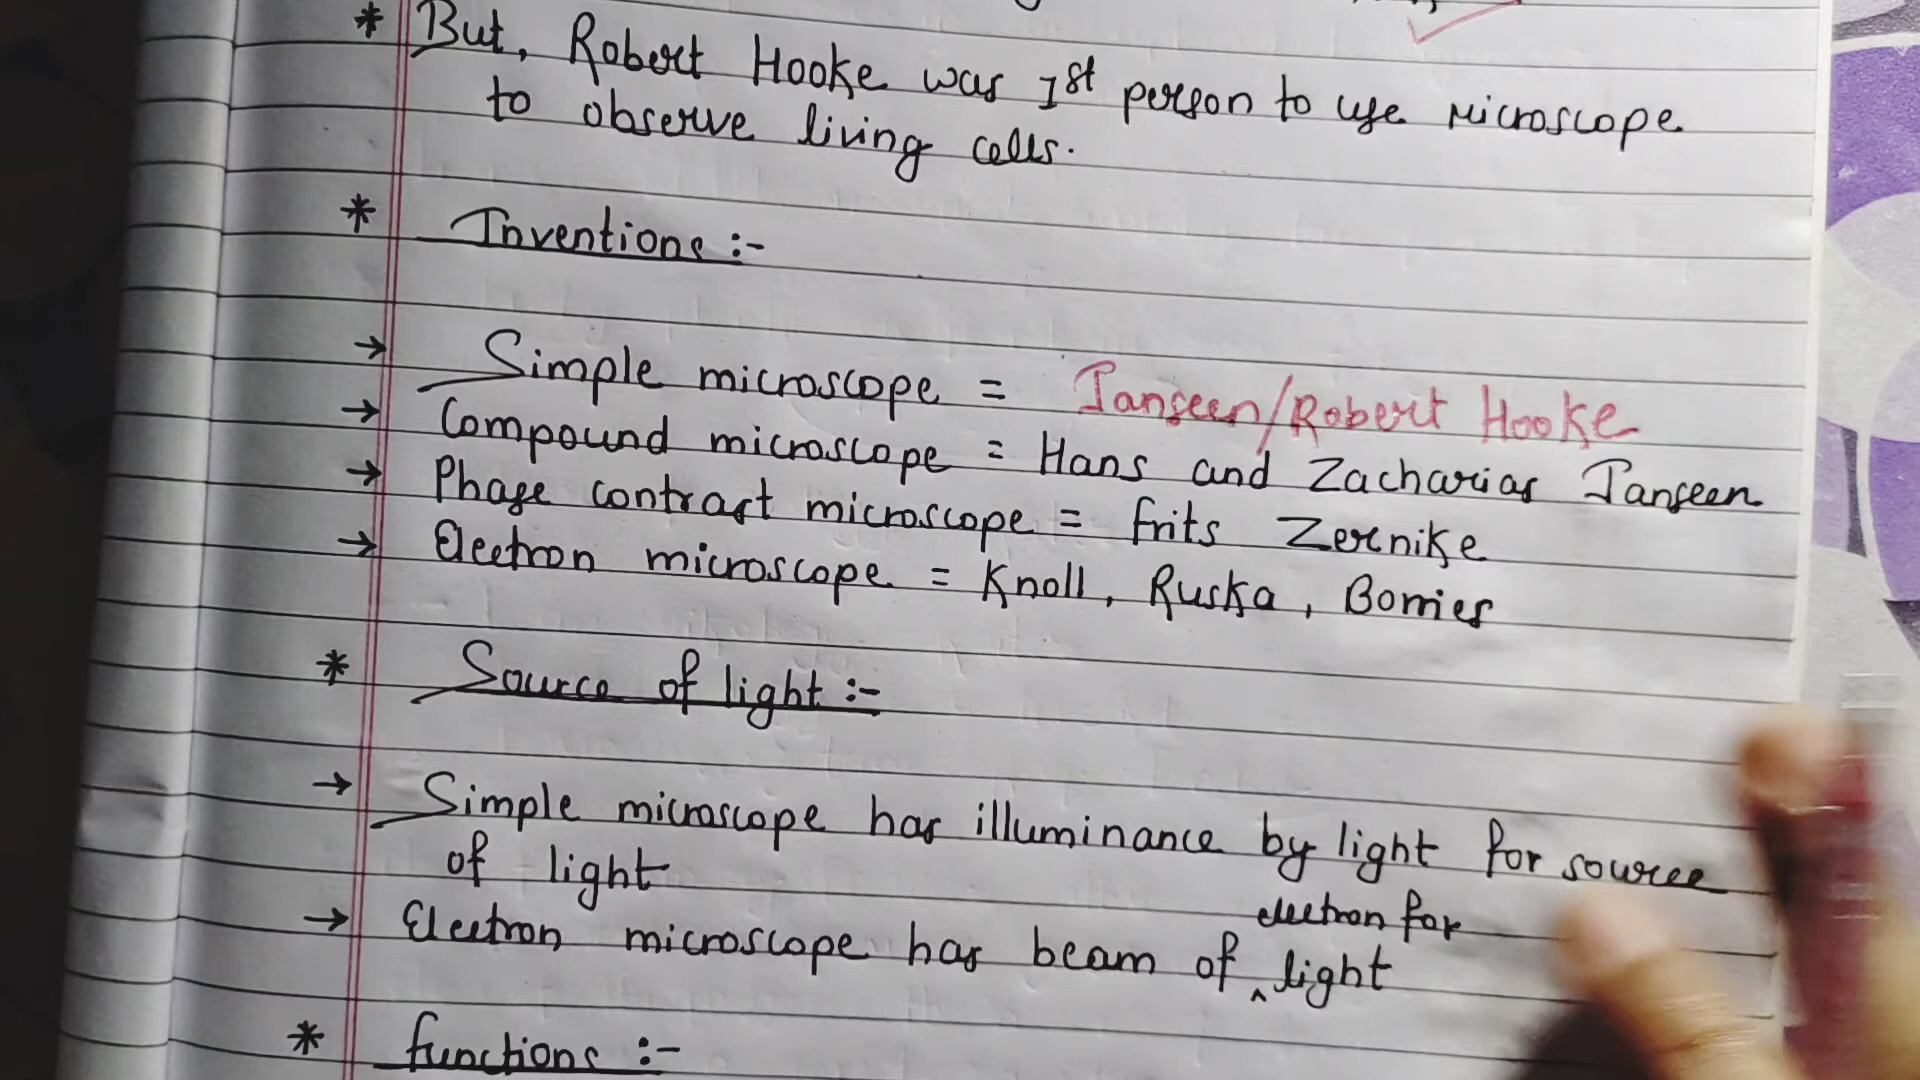 * But, Robert Hooke was 1st person to use Microscope
to observe living cells.
* Inventions :-
→ Simple microscope = Janseen/Robert Hooke
→ Compound microscope = Hans and Zacharias Janseen
→ Phase contrast microscope = Frits Zernike
→ Electron microscope = Knoll, Ruska, Borries
* Source of light :-
→ Simple microscope has illuminance by light for source
of light
electron for
→ Electron microscope has beam of ^ light
* functions :-